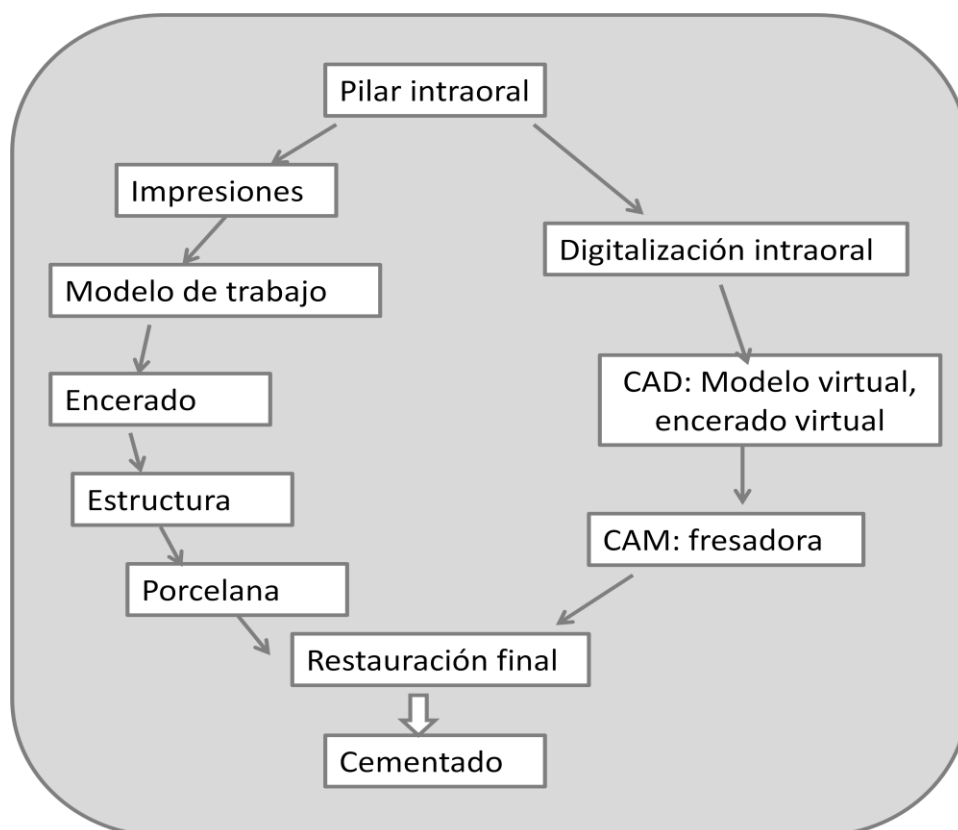 Pilar intraoral
Impresiones
Modelo de trabajo
Encerado
Estructura
Porcelana
Digitalización intraoral
CAD: Modelo virtual,
encerado virtual
CAM: fresadora
Restauración final
Cementado